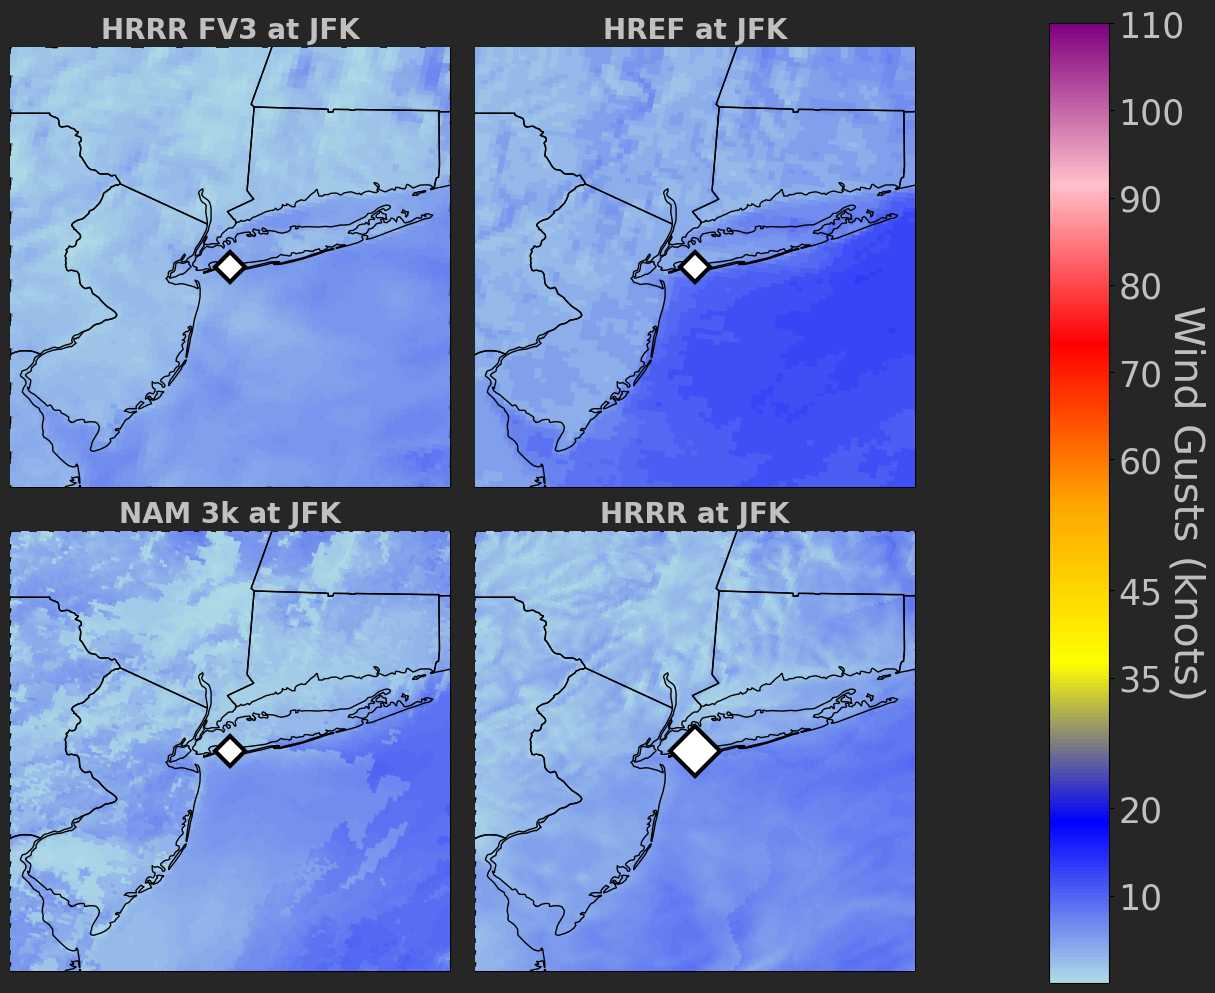 HRRR FV3 at JFK
HREF at JFK
NAM 3k at JFK
HRRR at JFK
110
100
90
80
70
60
45
35
20
10
Wind Gusts (knots)